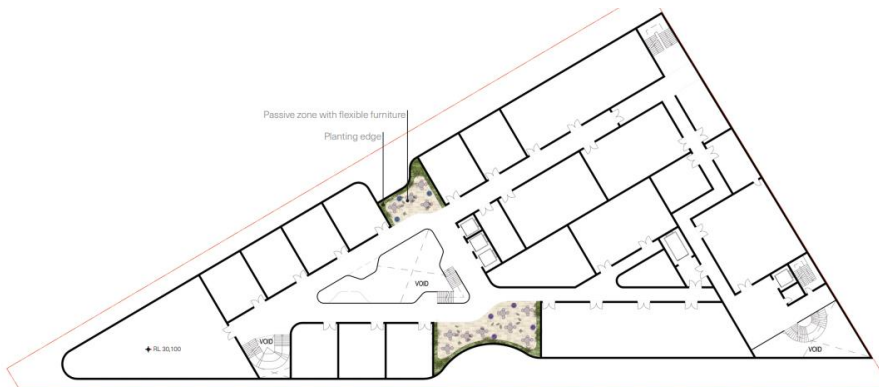 Passive zone with flexible furniture
Planting edge
VOID
VOID
RL 30,100
VOID